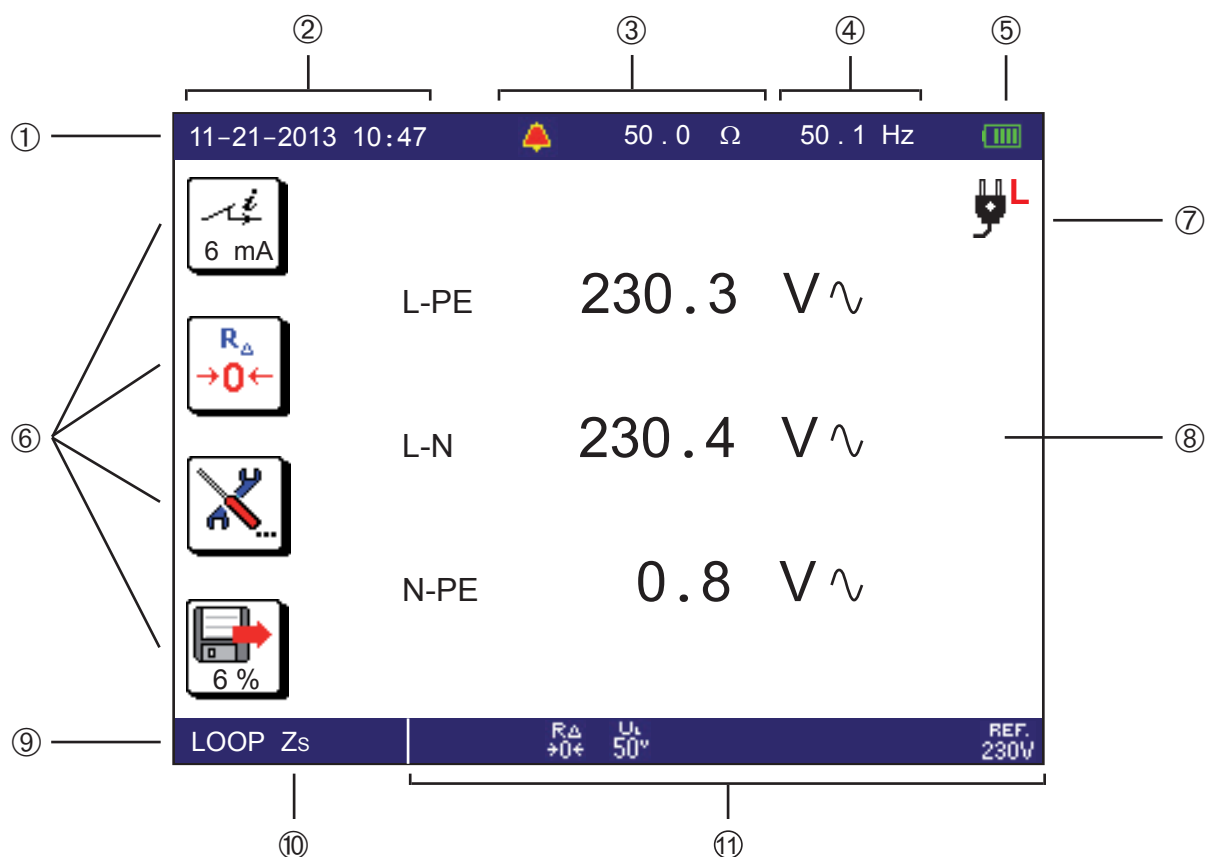 ② ③ ④ ⑤
① 11-21-2013 10:47 50.0 Ω 50.1 Hz
i
6 mA
L
⑦
L-PE 230.3 V
RΔ
→0←
⑥
L-N 230.4 V
⑧
...
N-PE 0.8 V
6 %
⑨ LOOP Zs
RΔ
→0←
UL
50V
REF.
230V
⑩ ⑪